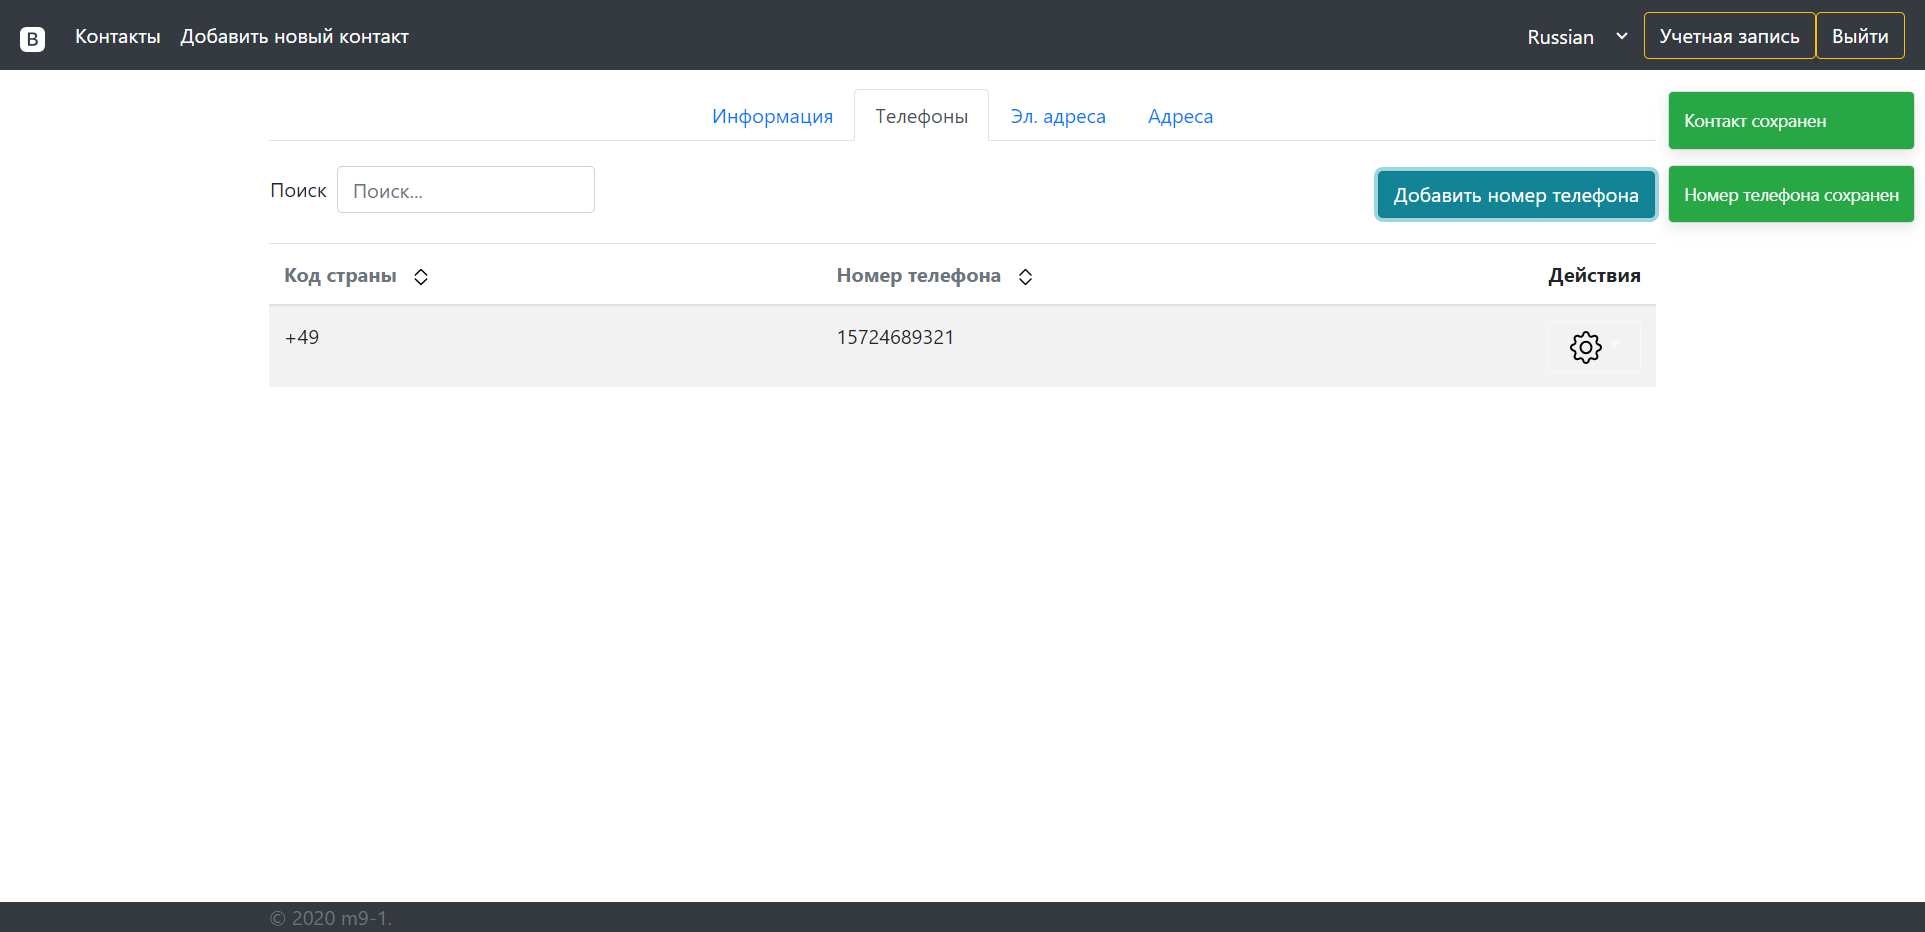 B Контакты Добавить новый контакт Russian Учетная запись Выйти
Информация Телефоны Эл. адреса Адреса
Контакт сохранен
Поиск Поиск... Добавить номер телефона
Номер телефона сохранен
Код страны Номер телефона Действия
+49 15724689321
© 2020 m9-1.